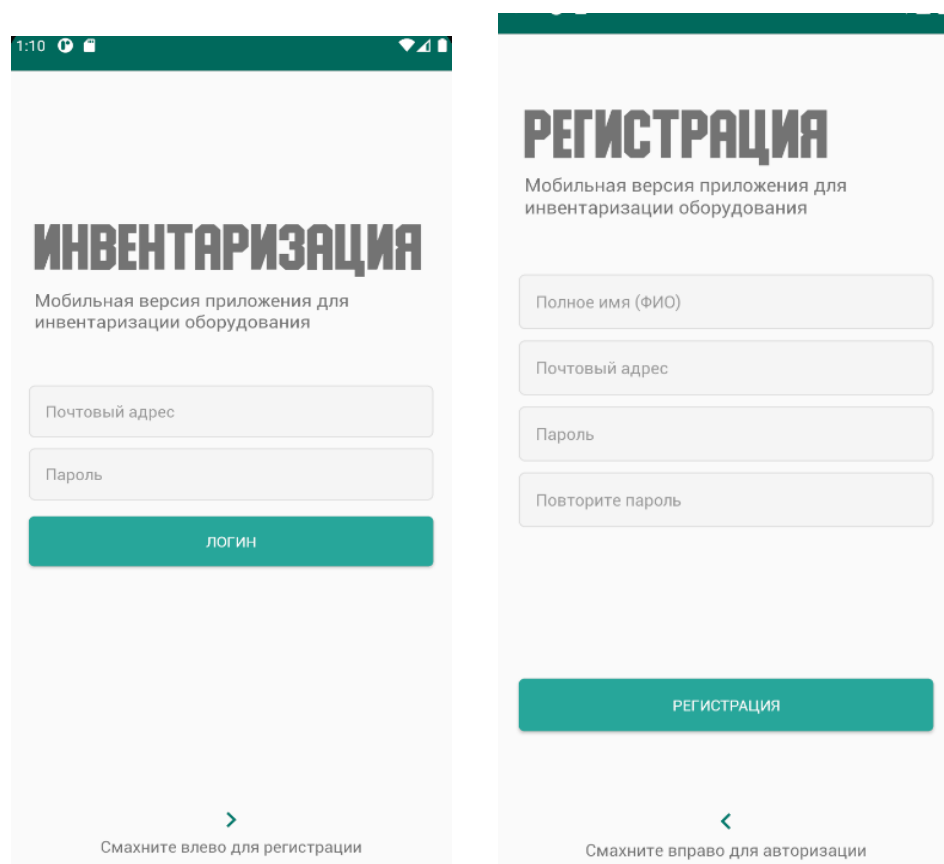 1:10
ИНВЕНТАРИЗАЦИЯ
Мобильная версия приложения для
инвентаризации оборудования
Почтовый адрес
Пароль
ЛОГИН
Смахните влево для регистрации
РЕГИСТРАЦИЯ
Мобильная версия приложения для
инвентаризации оборудования
Полное имя (ФИО)
Почтовый адрес
Пароль
Повторите пароль
РЕГИСТРАЦИЯ
Смахните вправо для авторизации